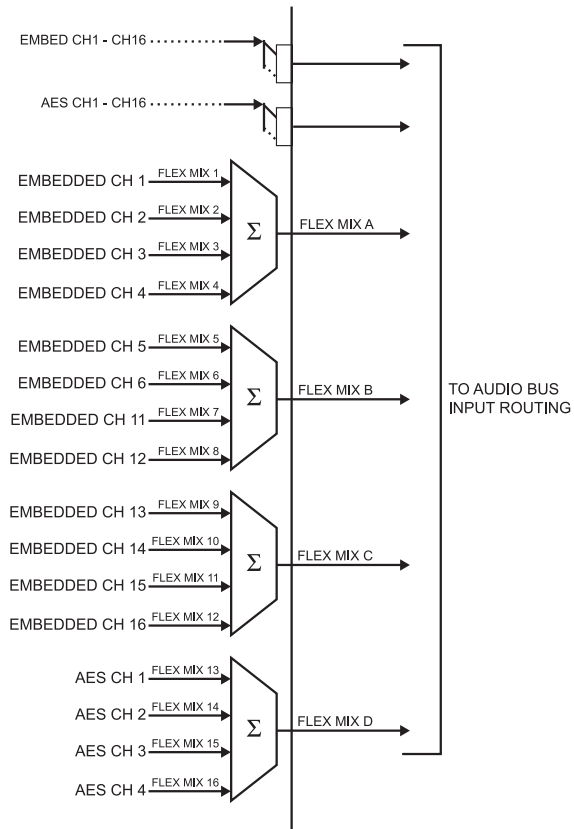 EMBED CH1 - CH16
AES CH1 - CH16
EMBEDDED CH 1 FLEX MIX 1
EMBEDDED CH 2 FLEX MIX 2
EMBEDDED CH 3 FLEX MIX 3
EMBEDDED CH 4 FLEX MIX 4
Σ
FLEX MIX A
EMBEDDED CH 5 FLEX MIX 5
EMBEDDED CH 6 FLEX MIX 6
EMBEDDED CH 11 FLEX MIX 7
EMBEDDED CH 12 FLEX MIX 8
Σ
FLEX MIX B
EMBEDDED CH 13 FLEX MIX 9
EMBEDDED CH 14 FLEX MIX 10
EMBEDDED CH 15 FLEX MIX 11
EMBEDDED CH 16 FLEX MIX 12
Σ
FLEX MIX C
AES CH 1 FLEX MIX 13
AES CH 2 FLEX MIX 14
AES CH 3 FLEX MIX 15
AES CH 4 FLEX MIX 16
Σ
FLEX MIX D
TO AUDIO BUS
INPUT ROUTING